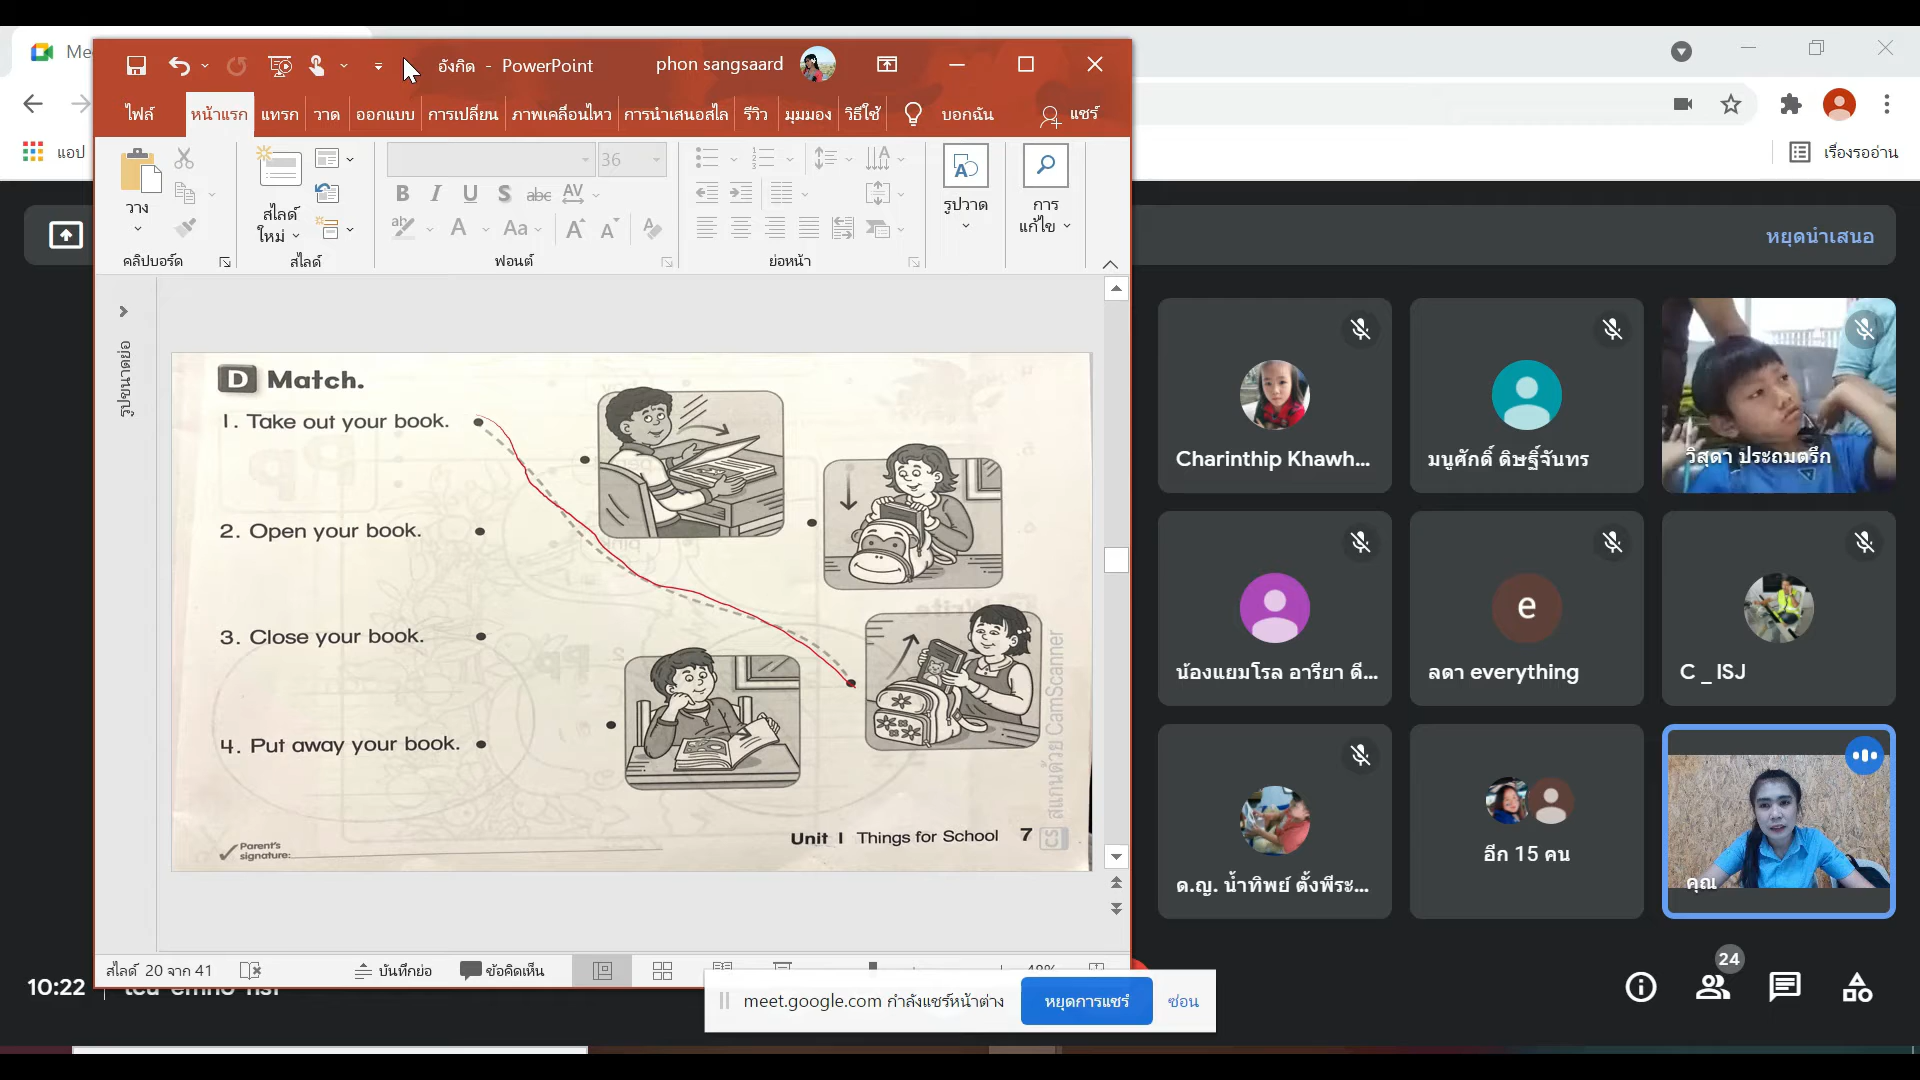 อังกิด - PowerPoint
phon sangsaard
ไฟล์
หน้าแรก
แทรก
วาด
ออกแบบ
การเปลี่ยน
ภาพเคลื่อนไหว
การนำเสนอสไล
รีวิว
มุมมอง
วิธีใช้
บอกฉัน
แชร์
แอป
เรื่องรออ่าน
วาง
สไลด์
ใหม่
36
รูปวาด
การ
แก้ไข
คลิปบอร์ด
สไลด์
ฟอนต์
ย่อหน้า
หยุดนำเสนอ
D Match.
1. Take out your book.
2. Open your book.
3. Close your book.
4. Put away your book.
Parent's
signature:
Unit 1 Things for School 7
CS สแกนด้วย CamScanner
Charinthip Khawh...
มนูศักดิ์ ดิษฐิ์จันทร
วิสุดา ประถมตรีก
น้องแยมโรล อารียา ดี...
e
ลดา everything
C _ ISJ
ด.ญ. น้ำทิพย์ ตั้งพีระ...
อีก 15 คน
คุณ
สไลด์ 20 จาก 41
บันทึกย่อ
ข้อคิดเห็น
10:22
24
meet.google.com กำลังแชร์หน้าต่าง
หยุดการแชร์
ซ่อน